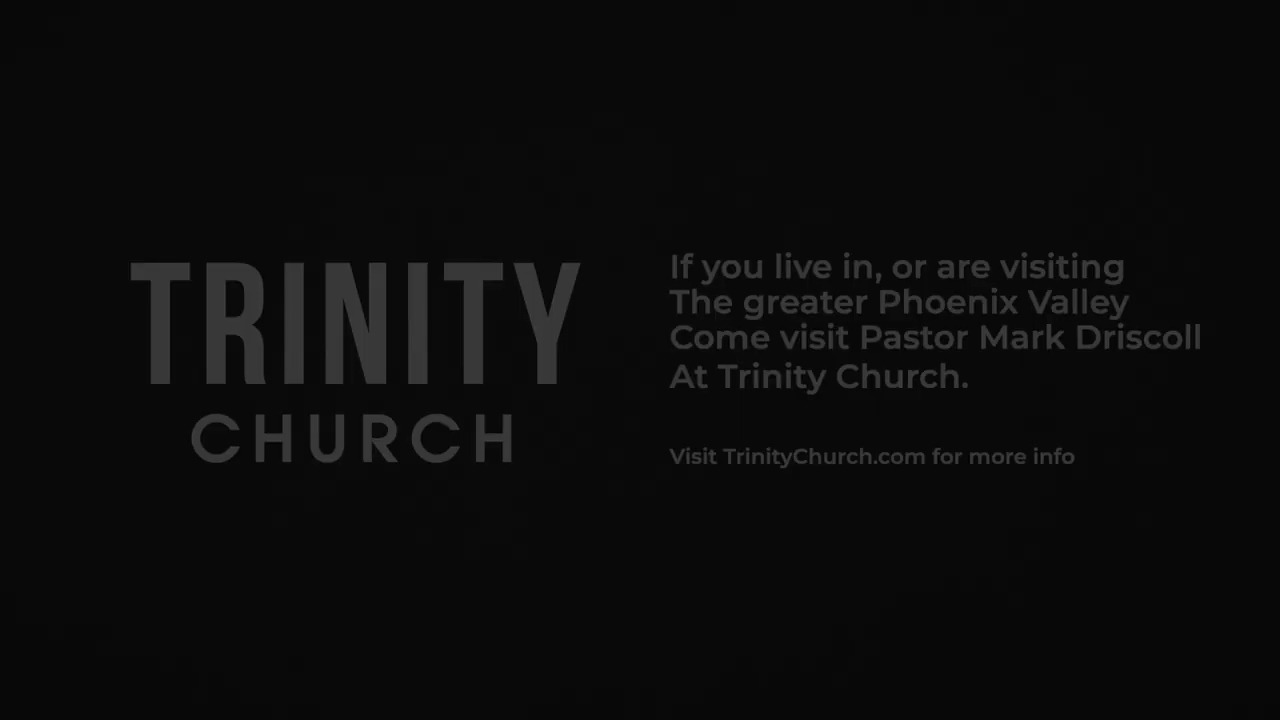 TRINITY
CHURCH
If you live in, or are visiting
The greater Phoenix Valley
Come visit Pastor Mark Driscoll
At Trinity Church.
Visit TrinityChurch.com for more info